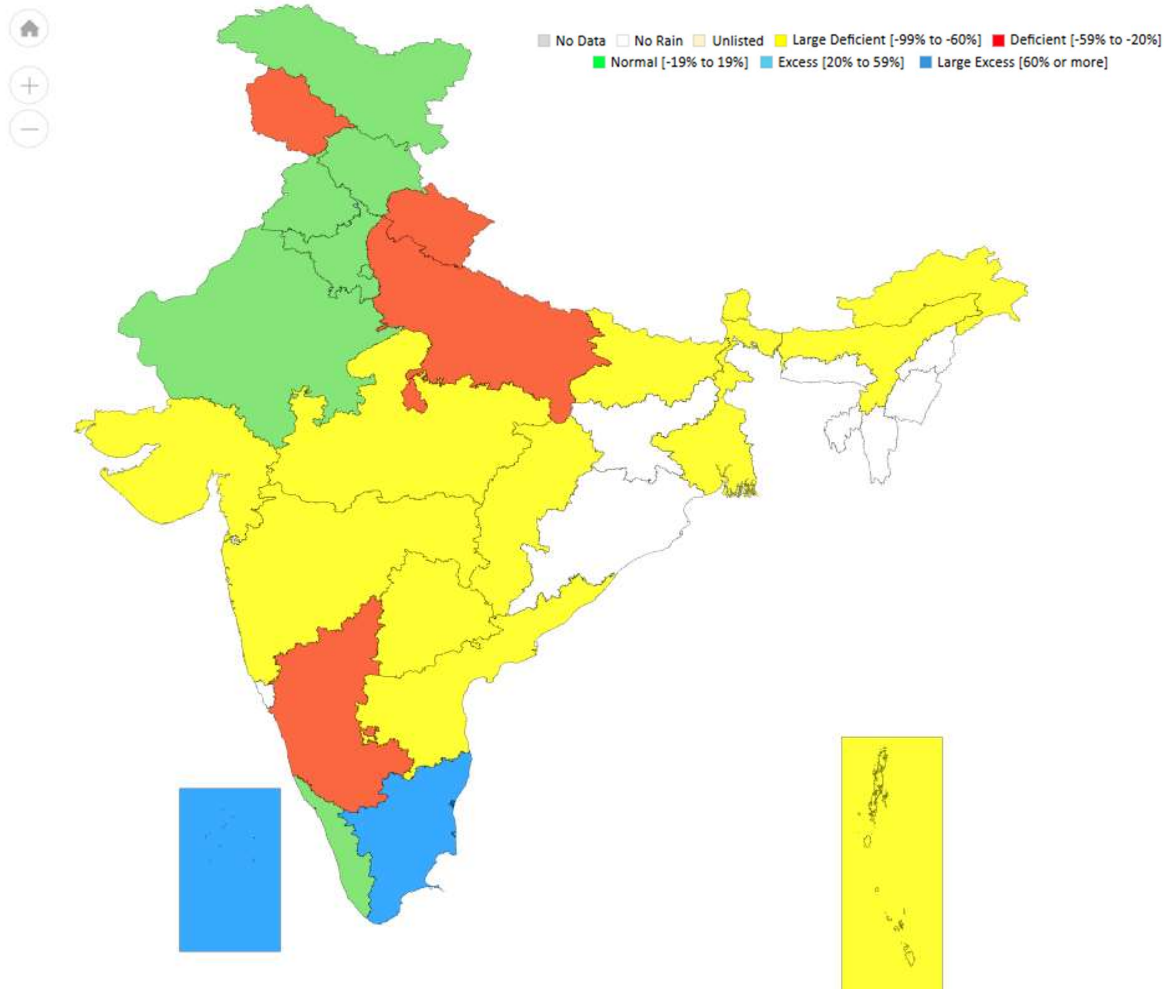 No Data No Rain Unlisted Large Deficient [-99% to -60%] Deficient [-59% to -20%]
Normal [-19% to 19%] Excess [20% to 59%] Large Excess [60% or more]